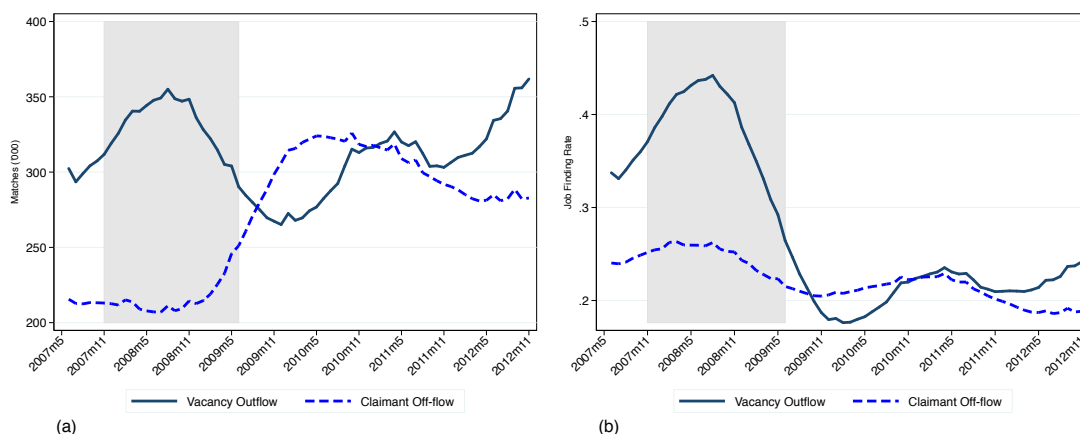 400
350
300
250
200
Matches ('000)
2007m5
2007m11
2008m5
2008m11
2009m5
2009m11
2010m5
2010m11
2011m5
2011m11
2012m5
2012m11
Vacancy Outflow
Claimant Off-flow
(a)
.5
.4
.3
.2
Job Finding Rate
2007m5
2007m11
2008m5
2008m11
2009m5
2009m11
2010m5
2010m11
2011m5
2011m11
2012m5
2012m11
Vacancy Outflow
Claimant Off-flow
(b)